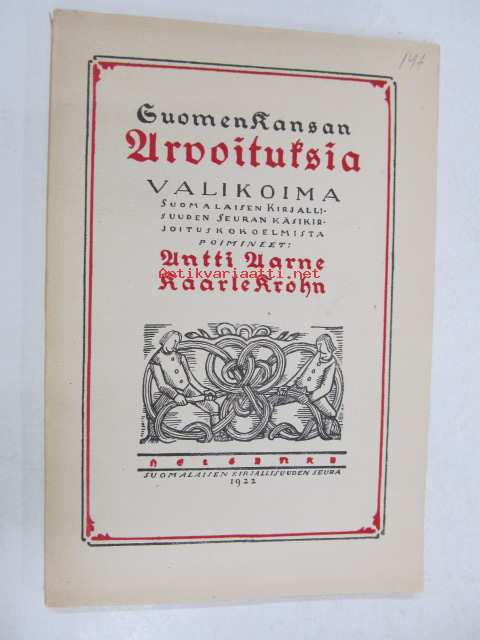 146
Suomen Kansan
Arvoituksia
VALIKOIMA
SUOMALAISEN KIRJALLI-
SUUDEN SEURAN KÄSIKIR-
JOITUSKOKOELMISTA
POIMINEET:
Antti Aarne
Antikvariaatti.net
Kaarle Krohn
HELSINKI
SUOMALAISEN KIRJALLISUUDEN SEURA
1922